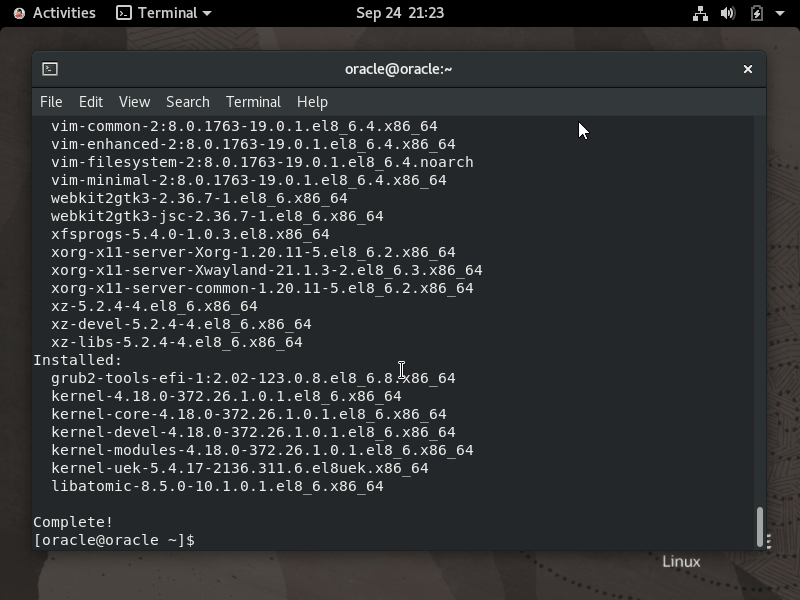 Activities Terminal Sep 24 21:23
oracle@oracle:~
File Edit View Search Terminal Help
vim-common-2:8.0.1763-19.0.1.el8_6.4.x86_64
vim-enhanced-2:8.0.1763-19.0.1.el8_6.4.x86_64
vim-filesystem-2:8.0.1763-19.0.1.el8_6.4.noarch
vim-minimal-2:8.0.1763-19.0.1.el8_6.4.x86_64
webkit2gtk3-2.36.7-1.el8_6.x86_64
webkit2gtk3-jsc-2.36.7-1.el8_6.x86_64
xfsprogs-5.4.0-1.0.3.el8.x86_64
xorg-x11-server-Xorg-1.20.11-5.el8_6.2.x86_64
xorg-x11-server-Xwayland-21.1.3-2.el8_6.3.x86_64
xorg-x11-server-common-1.20.11-5.el8_6.2.x86_64
xz-5.2.4-4.el8_6.x86_64
xz-devel-5.2.4-4.el8_6.x86_64
xz-libs-5.2.4-4.el8_6.x86_64
Installed:
grub2-tools-efi-1:2.02-123.0.8.el8_6.8.x86_64
kernel-4.18.0-372.26.1.0.1.el8_6.x86_64
kernel-core-4.18.0-372.26.1.0.1.el8_6.x86_64
kernel-devel-4.18.0-372.26.1.0.1.el8_6.x86_64
kernel-modules-4.18.0-372.26.1.0.1.el8_6.x86_64
kernel-uek-5.4.17-2136.311.6.el8uek.x86_64
libatomic-8.5.0-10.1.0.1.el8_6.x86_64
Complete!
[oracle@oracle ~]$
Linux